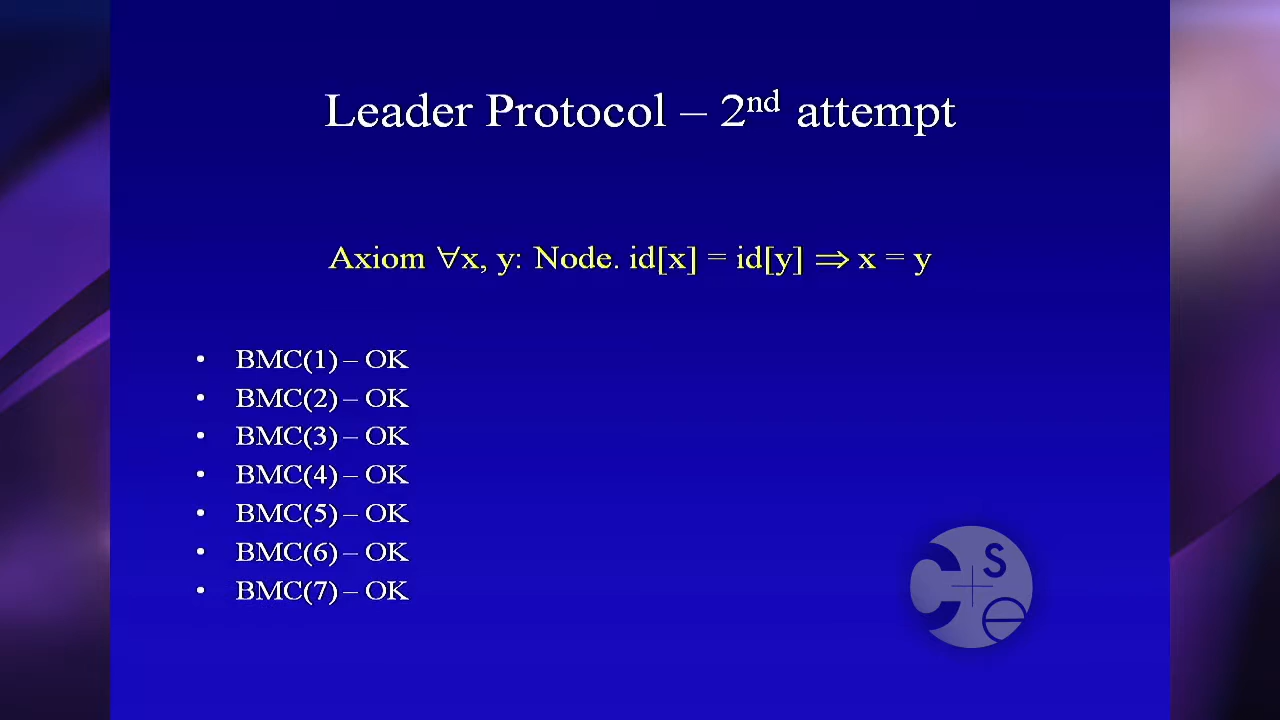 Leader Protocol – 2nd attempt
Axiom ∀x, y: Node. id[x] = id[y] ⇒ x = y
• BMC(1) – OK
• BMC(2) – OK
• BMC(3) – OK
• BMC(4) – OK
• BMC(5) – OK
• BMC(6) – OK
• BMC(7) – OK
C S e